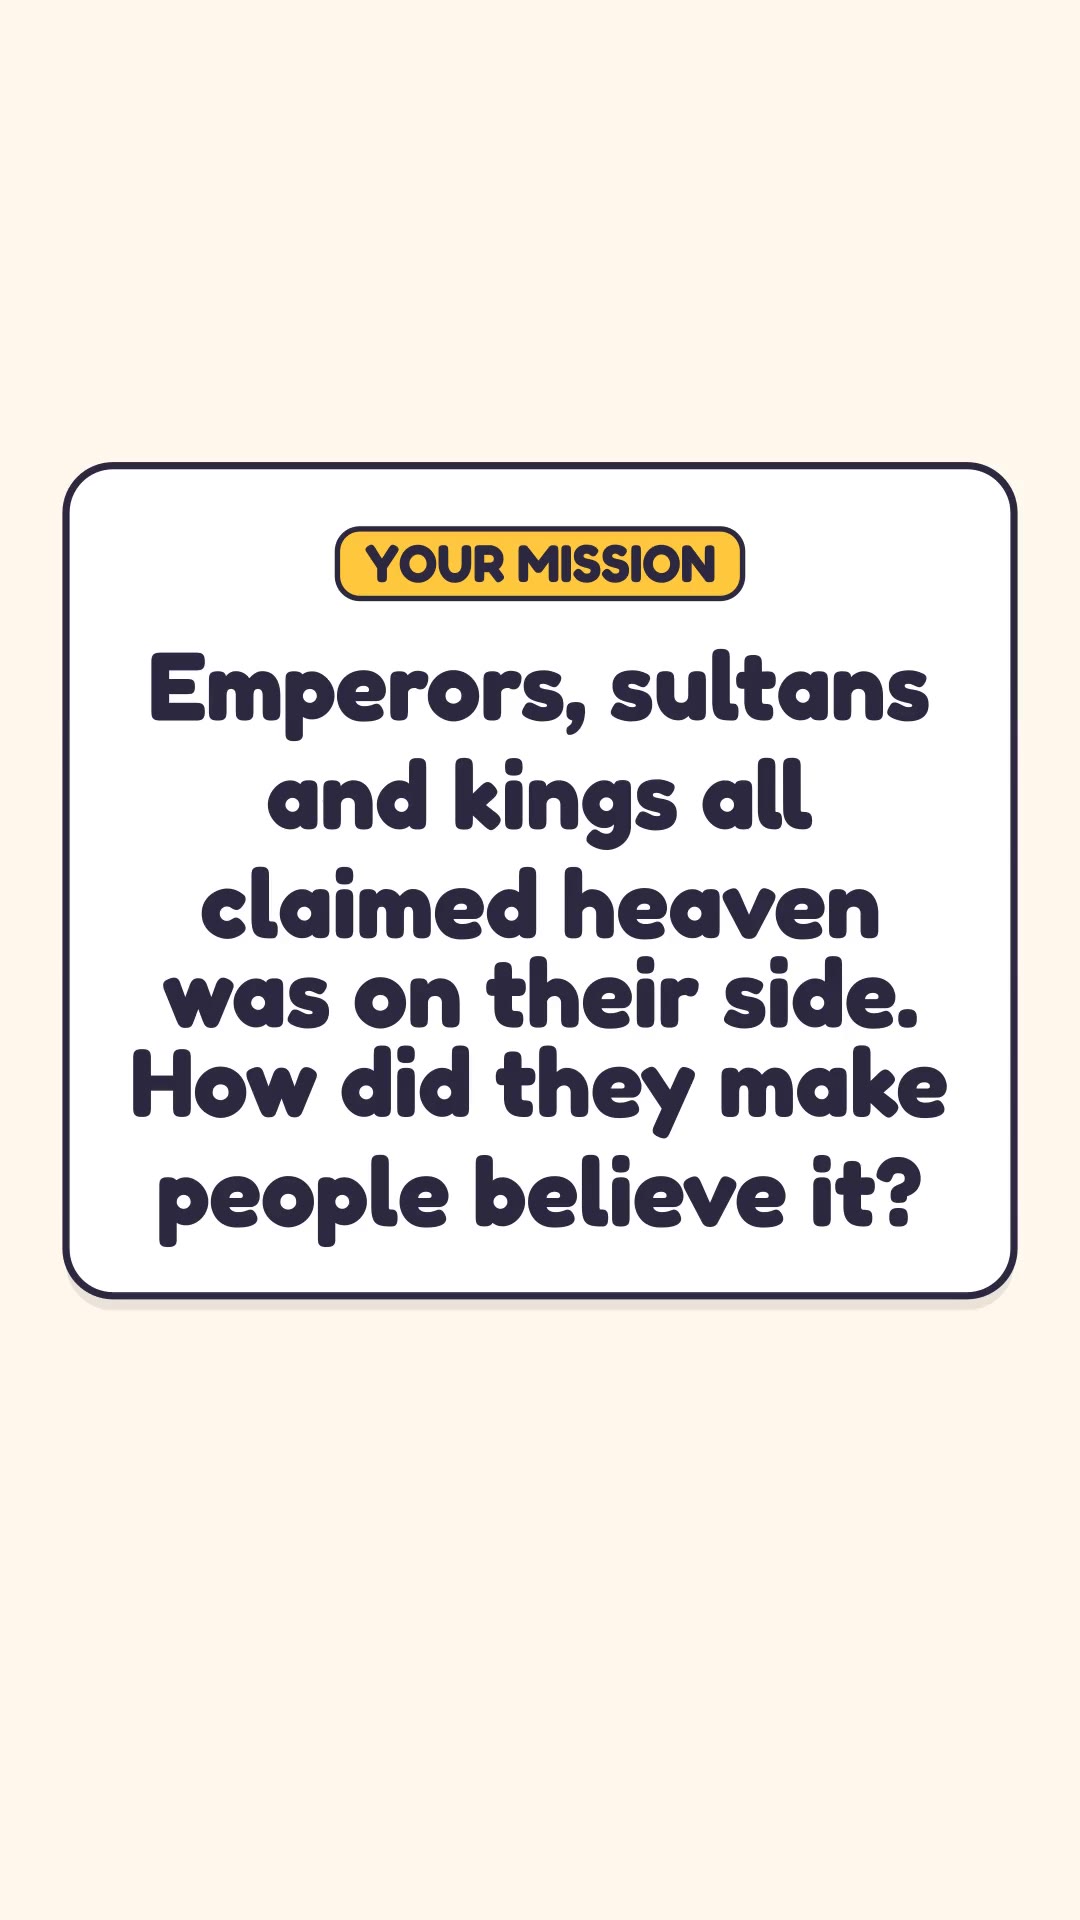 YOUR MISSION
Emperors, sultans
and kings all
claimed heaven
was on their side.
How did they make
people believe it?